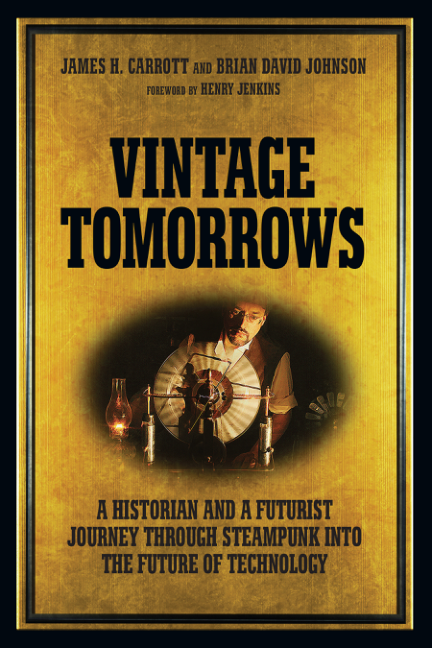 JAMES H. CARROTT AND BRIAN DAVID JOHNSON
FOREWORD BY HENRY JENKINS
VINTAGE
TOMORROWS
A HISTORIAN AND A FUTURIST
JOURNEY THROUGH STEAMPUNK INTO
THE FUTURE OF TECHNOLOGY